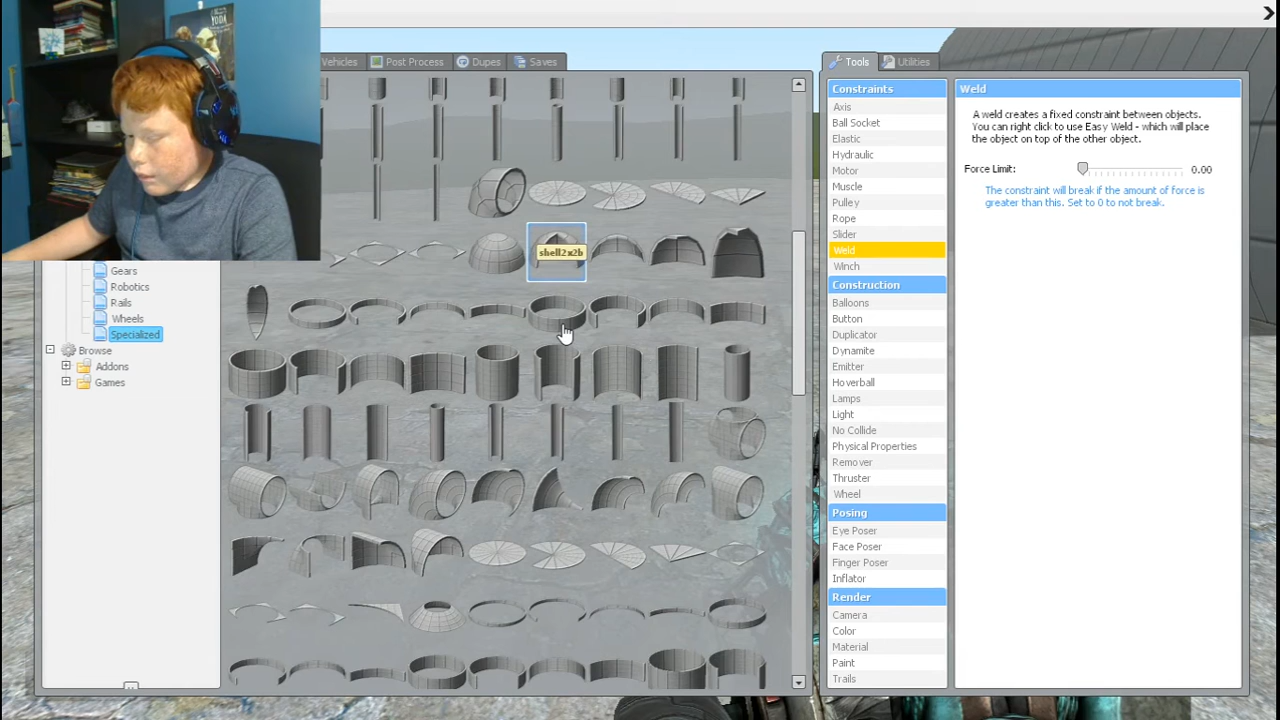 YODA
Vehicles
Post Process
Dupes
Saves
shell2x2b
Gears
Robotics
Rails
Wheels
Specialized
Browse
Addons
Games
Tools
Utilities
Constraints
Axis
Ball Socket
Elastic
Hydraulic
Motor
Muscle
Pulley
Rope
Slider
Weld
Winch
Construction
Balloons
Button
Duplicator
Dynamite
Emitter
Hoverball
Lamps
Light
No Collide
Physical Properties
Remover
Thruster
Wheel
Posing
Eye Poser
Face Poser
Finger Poser
Inflator
Render
Camera
Color
Material
Paint
Trails
Weld
A weld creates a fixed constraint between objects.
You can right click to use Easy Weld - which will place
the object on top of the other object.
Force Limit: 0.00
The constraint will break if the amount of force is
greater than this. Set to 0 to not break.